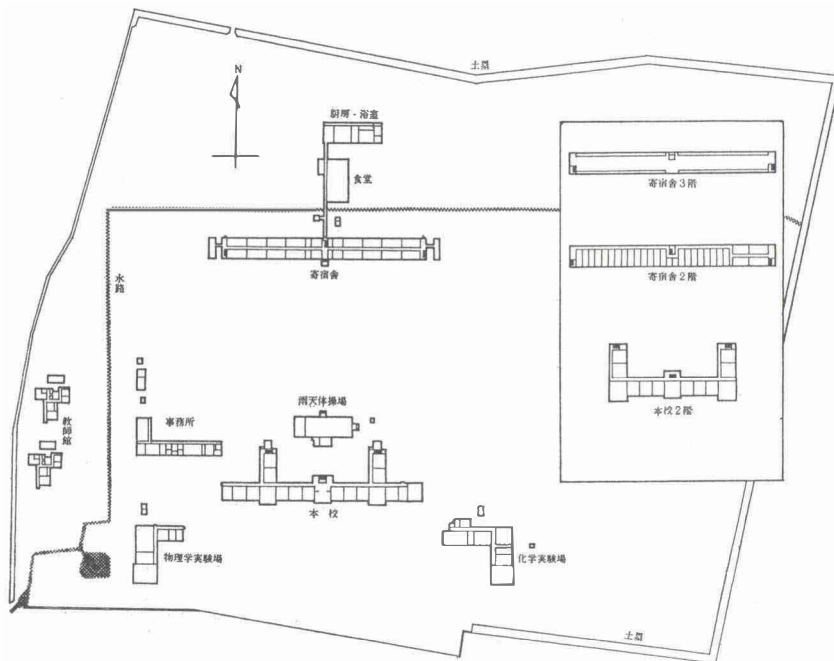 土塁
N
厨房・浴室
食堂
寄宿舎3階
寄宿舎
寄宿舎2階
水路
本校2階
雨天体操場
事務所
教師館
本校
物理学実験場
化学実験場
土塁